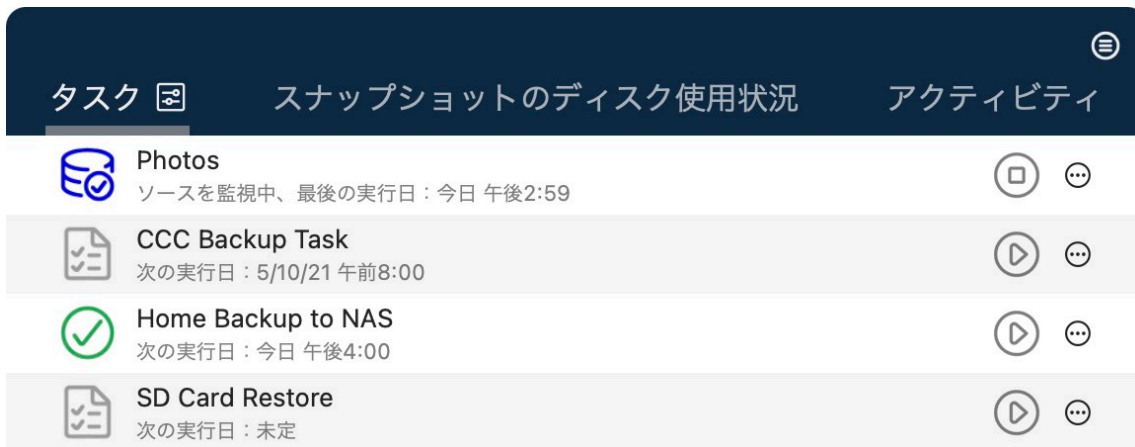 タスク
スナップショットのディスク使用状況
アクティビティ
Photos
ソースを監視中、最後の実行日：今日 午後2:59
CCC Backup Task
次の実行日：5/10/21 午前8:00
Home Backup to NAS
次の実行日：今日 午後4:00
SD Card Restore
次の実行日：未定